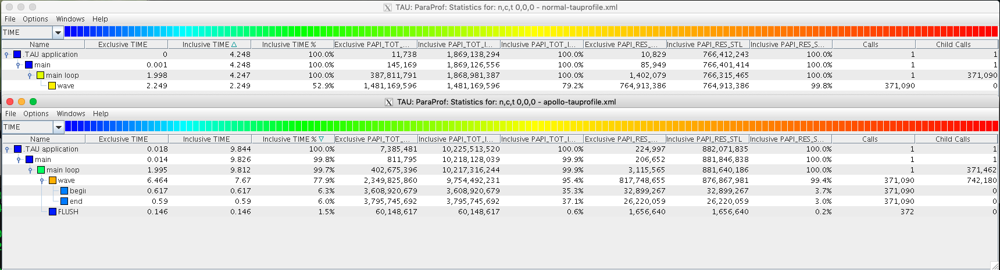 TAU: ParaProf: Statistics for: n,c,t 0,0,0 - normal-tauprofile.xml
File Options Windows Help
TIME
Name Exclusive TIME Inclusive TIME △ Inclusive TIME % Exclusive PAPI_TOT_... Inclusive PAPI_TOT_I... Inclusive PAPI_TOT_I... Exclusive PAPI_RES_... Inclusive PAPI_RES_STL Inclusive PAPI_RES_S... Calls Child Calls
.TAU application 0 4.248 100.0% 11,738 1,869,138,294 100.0% 10,829 766,412,243 100.0% 1 1
main 0.001 4.248 100.0% 145,169 1,869,126,556 100.0% 85,949 766,401,414 100.0% 1 1
main loop 1.998 4.247 100.0% 387,811,791 1,868,981,387 100.0% 1,402,079 766,315,465 100.0% 1 371,090
wave 2.249 2.249 52.9% 1,481,169,596 1,481,169,596 79.2% 764,913,386 764,913,386 99.8% 371,090 0
TAU: ParaProf: Statistics for: n,c,t 0,0,0 - apollo-tauprofile.xml
File Options Windows Help
TIME
Name Exclusive TIME Inclusive TIME Inclusive TIME % ▽ Exclusive PAPI_TOT_... Inclusive PAPI_TOT_I... Inclusive PAPI_TOT_I... Exclusive PAPI_RES_... Inclusive PAPI_RES_STL Inclusive PAPI_RES_S... Calls Child Calls
.TAU application 0.018 9.844 100.0% 7,385,481 10,225,513,520 100.0% 224,997 882,071,835 100.0% 1 1
main 0.014 9.826 99.8% 811,795 10,218,128,039 99.9% 206,652 881,846,838 100.0% 1 1
main loop 1.995 9.812 99.7% 402,675,396 10,217,316,244 99.9% 3,115,565 881,640,186 100.0% 1 371,462
wave 6.464 7.67 77.9% 2,349,825,860 9,754,492,231 95.4% 817,748,655 876,867,981 99.4% 371,090 742,180
begin 0.617 0.617 6.3% 3,608,920,679 3,608,920,679 35.3% 32,899,267 32,899,267 3.7% 371,090 0
end 0.59 0.59 6.0% 3,795,745,692 3,795,745,692 37.1% 26,220,059 26,220,059 3.0% 371,090 0
FLUSH 0.146 0.146 1.5% 60,148,617 60,148,617 0.6% 1,656,640 1,656,640 0.2% 372 0